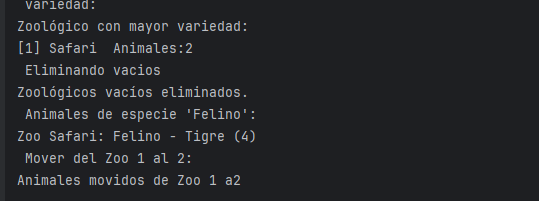 variedad:
Zoológico con mayor variedad:
[1] Safari  Animales:2
Eliminando vacios
Zoológicos vacíos eliminados.
Animales de especie 'Felino':
Zoo Safari: Felino - Tigre (4)
Mover del Zoo 1 al 2:
Animales movidos de Zoo 1 a2